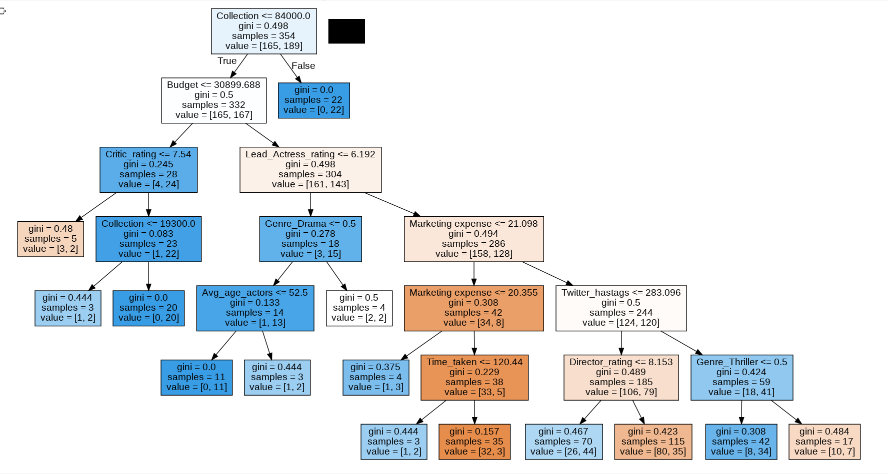 Collection <= 84000.0
gini = 0.498
samples = 354
value = [165, 189]
True
False
Budget <= 30899.688
gini = 0.5
samples = 332
value = [165, 167]
gini = 0.0
samples = 22
value = [0, 22]
Critic_rating <= 7.54
gini = 0.245
samples = 28
value = [4, 24]
Lead_Actress_rating <= 6.192
gini = 0.498
samples = 304
value = [161, 143]
gini = 0.48
samples = 5
value = [3, 2]
Collection <= 19300.0
gini = 0.083
samples = 23
value = [1, 22]
Genre_Drama <= 0.5
gini = 0.278
samples = 18
value = [3, 15]
Marketing expense <= 21.098
gini = 0.494
samples = 286
value = [158, 128]
gini = 0.444
samples = 3
value = [1, 2]
gini = 0.0
samples = 20
value = [0, 20]
Avg_age_actors <= 52.5
gini = 0.133
samples = 14
value = [1, 13]
gini = 0.5
samples = 4
value = [2, 2]
Marketing expense <= 20.355
gini = 0.308
samples = 42
value = [34, 8]
Twitter_hastags <= 283.096
gini = 0.5
samples = 244
value = [124, 120]
gini = 0.0
samples = 11
value = [0, 11]
gini = 0.444
samples = 3
value = [1, 2]
gini = 0.375
samples = 4
value = [1, 3]
Time_taken <= 120.44
gini = 0.229
samples = 38
value = [33, 5]
Director_rating <= 8.153
gini = 0.489
samples = 185
value = [106, 79]
Genre_Thriller <= 0.5
gini = 0.424
samples = 59
value = [18, 41]
gini = 0.444
samples = 3
value = [1, 2]
gini = 0.157
samples = 35
value = [32, 3]
gini = 0.467
samples = 70
value = [26, 44]
gini = 0.423
samples = 115
value = [80, 35]
gini = 0.308
samples = 42
value = [8, 34]
gini = 0.484
samples = 17
value = [10, 7]